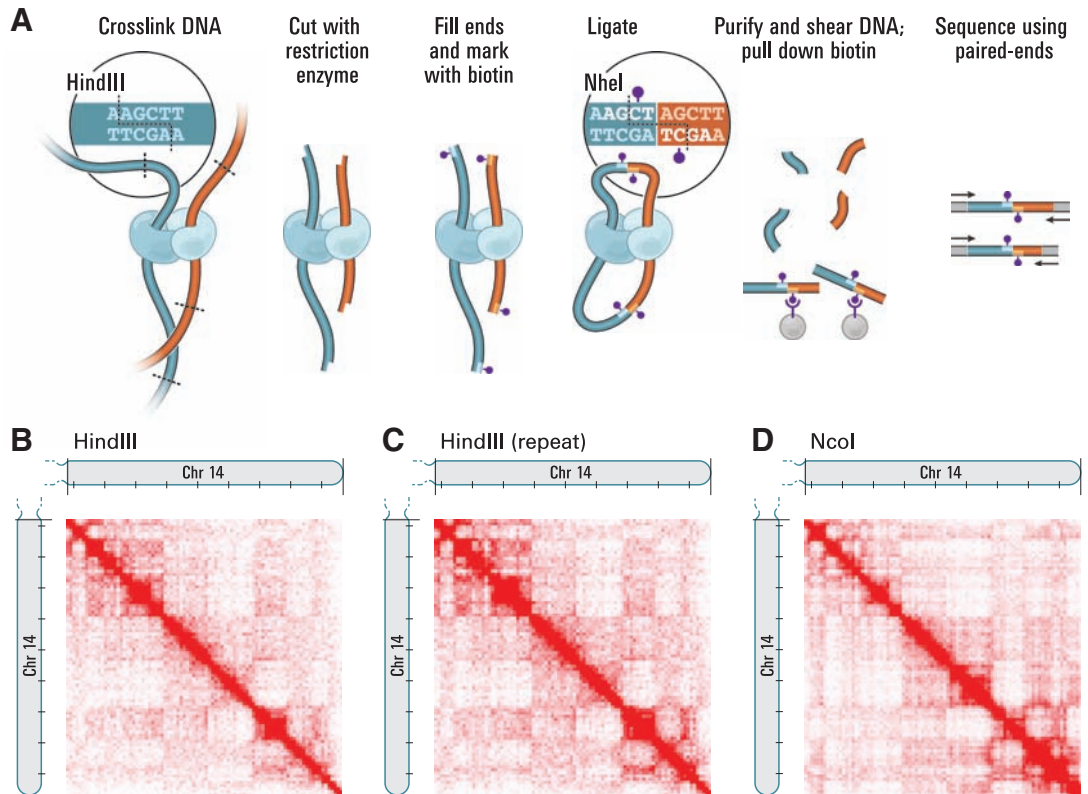 A
Crosslink DNA
Cut with
restriction
enzyme
Fill ends
and mark
with biotin
Ligate
Purify and shear DNA;
pull down biotin
Sequence using
paired-ends
HindIII
AAGCTT
TTCGAA
NheI
AAGCT AGCTT
TTCGA TCGAA
B
HindIII
Chr 14
Chr 14
C
HindIII (repeat)
Chr 14
Chr 14
D
NcoI
Chr 14
Chr 14